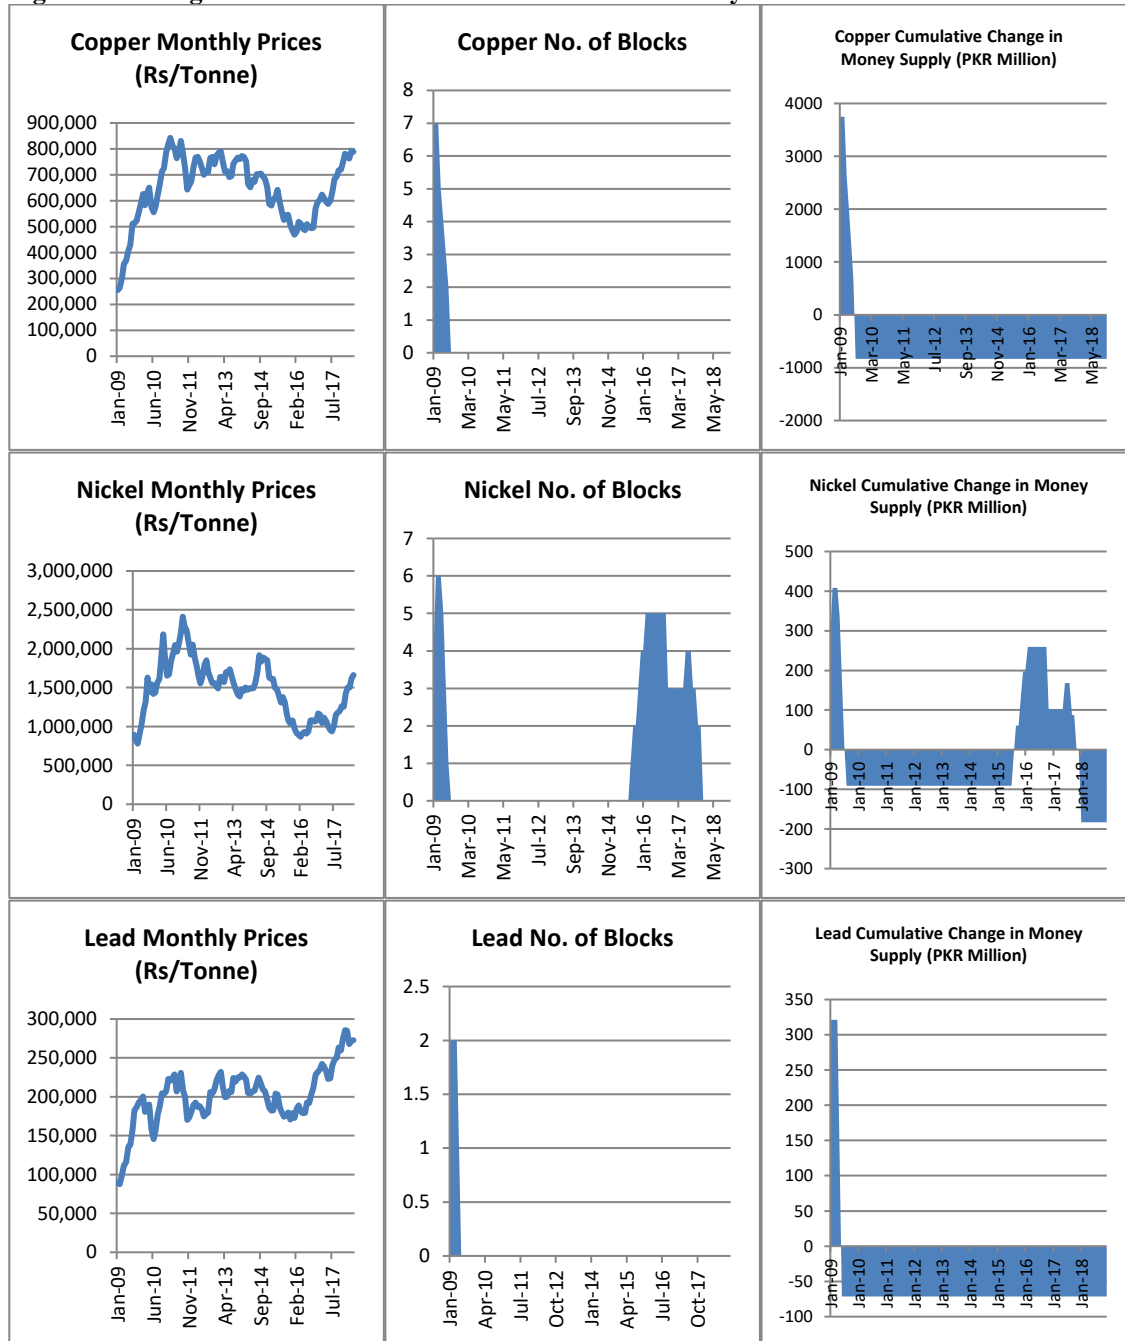 Copper Monthly Prices
(Rs/Tonne)
900,000
800,000
700,000
600,000
500,000
400,000
300,000
200,000
100,000
0
Jan-09
Jun-10
Nov-11
Apr-13
Sep-14
Feb-16
Jul-17
Copper No. of Blocks
8
7
6
5
4
3
2
1
0
Jan-09
Mar-10
May-11
Jul-12
Sep-13
Nov-14
Jan-16
Mar-17
May-18
Copper Cumulative Change in
Money Supply (PKR Million)
4000
3000
2000
1000
0
-1000
-2000
Jan-09
Mar-10
May-11
Jul-12
Sep-13
Nov-14
Jan-16
Mar-17
May-18
Nickel Monthly Prices
(Rs/Tonne)
3,000,000
2,500,000
2,000,000
1,500,000
1,000,000
500,000
0
Jan-09
Jun-10
Nov-11
Apr-13
Sep-14
Feb-16
Jul-17
Nickel No. of Blocks
7
6
5
4
3
2
1
0
Jan-09
Mar-10
May-11
Jul-12
Sep-13
Nov-14
Jan-16
Mar-17
May-18
Nickel Cumulative Change in Money
Supply (PKR Million)
500
400
300
200
100
0
-100
-200
-300
Jan-09
Jan-10
Jan-11
Jan-12
Jan-13
Jan-14
Jan-15
Jan-16
Jan-17
Jan-18
Lead Monthly Prices
(Rs/Tonne)
300,000
250,000
200,000
150,000
100,000
50,000
0
Jan-09
Jun-10
Nov-11
Apr-13
Sep-14
Feb-16
Jul-17
Lead No. of Blocks
2.5
2
1.5
1
0.5
0
Jan-09
Apr-10
Jul-11
Oct-12
Jan-14
Apr-15
Jul-16
Oct-17
Lead Cumulative Change in Money
Supply (PKR Million)
350
300
250
200
150
100
50
0
-50
-100
Jan-09
Jan-10
Jan-11
Jan-12
Jan-13
Jan-14
Jan-15
Jan-16
Jan-17
Jan-18